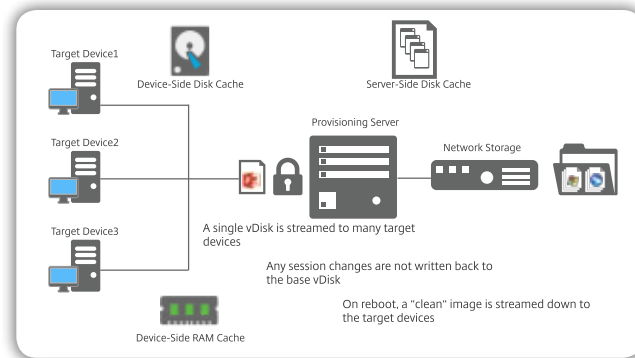 Target Device1
Device-Side Disk Cache
Server-Side Disk Cache
Target Device2
Provisioning Server
Network Storage
A single vDisk is streamed to many target
devices
Target Device3
Any session changes are not written back to
the base vDisk
On reboot, a "clean" image is streamed down to
the target devices
Device-Side RAM Cache